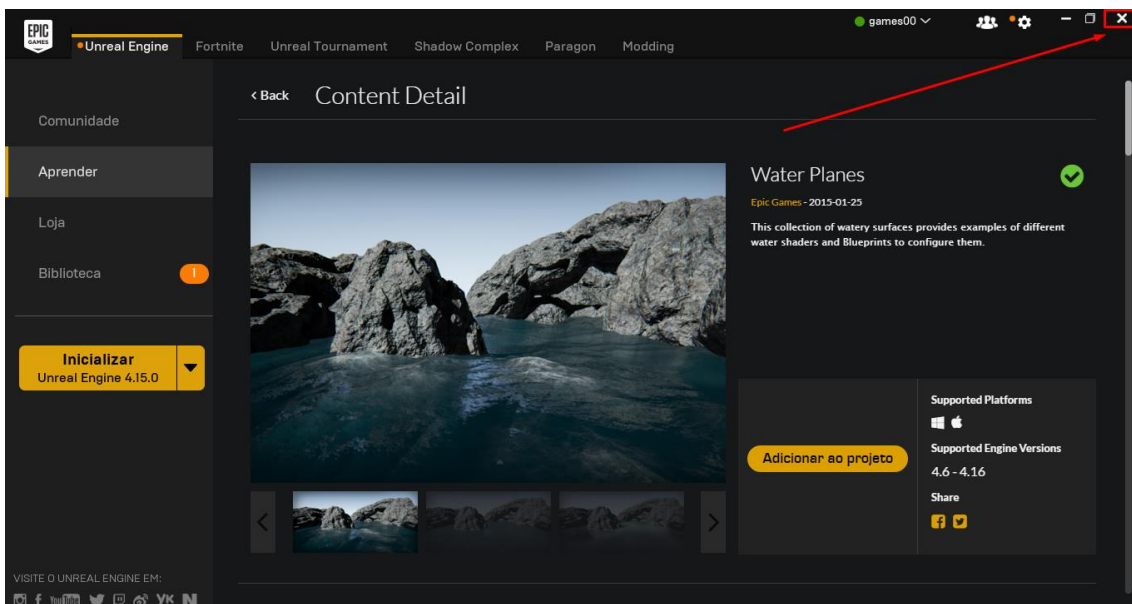 EPIC
GAMES
Unreal Engine Fortnite Unreal Tournament Shadow Complex Paragon Modding
games00
Comunidade
Aprender
Loja
Biblioteca 1
Inicializar
Unreal Engine 4.15.0
VISITE O UNREAL ENGINE EM:
YouTube
Back Content Detail
Water Planes
Epic Games - 2015-01-25
This collection of watery surfaces provides examples of different
water shaders and Blueprints to configure them.
Adicionar ao projeto
Supported Platforms
Supported Engine Versions
4.6 - 4.16
Share